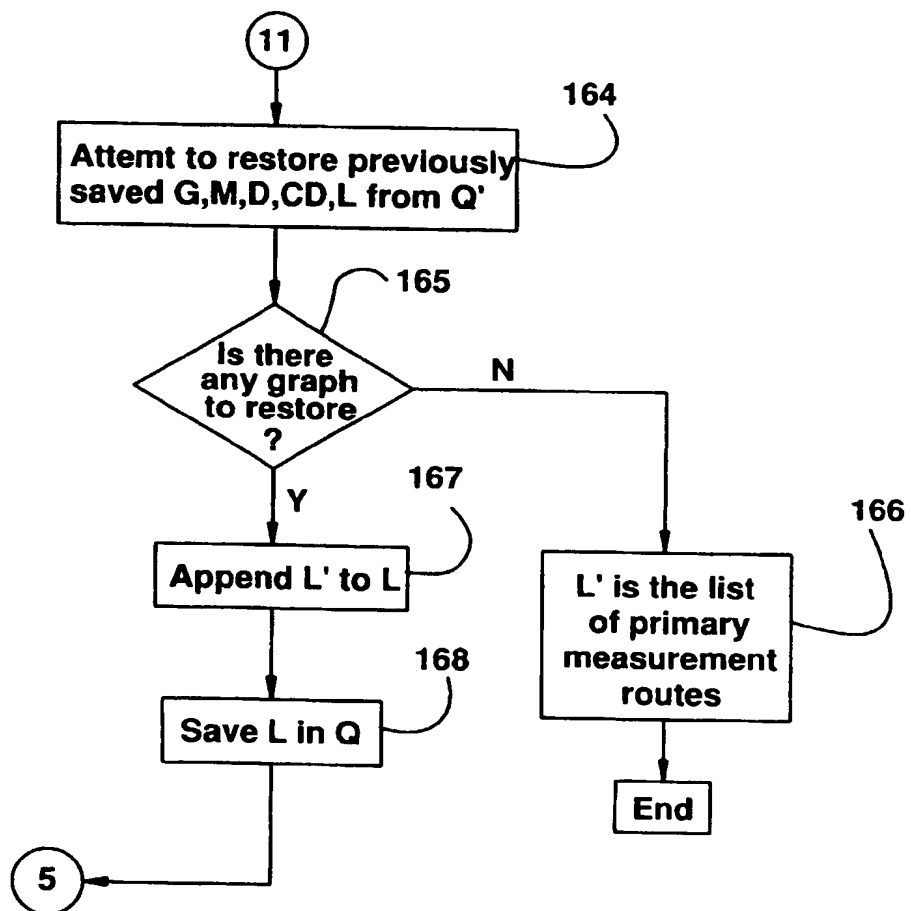 11
164
Attemt to restore previously
saved G,M,D,CD,L from Q'
165
Is there
any graph
to restore
?
N
Y
167
Append L' to L
166
L' is the list
of primary
measurement
routes
168
Save L in Q
End
5